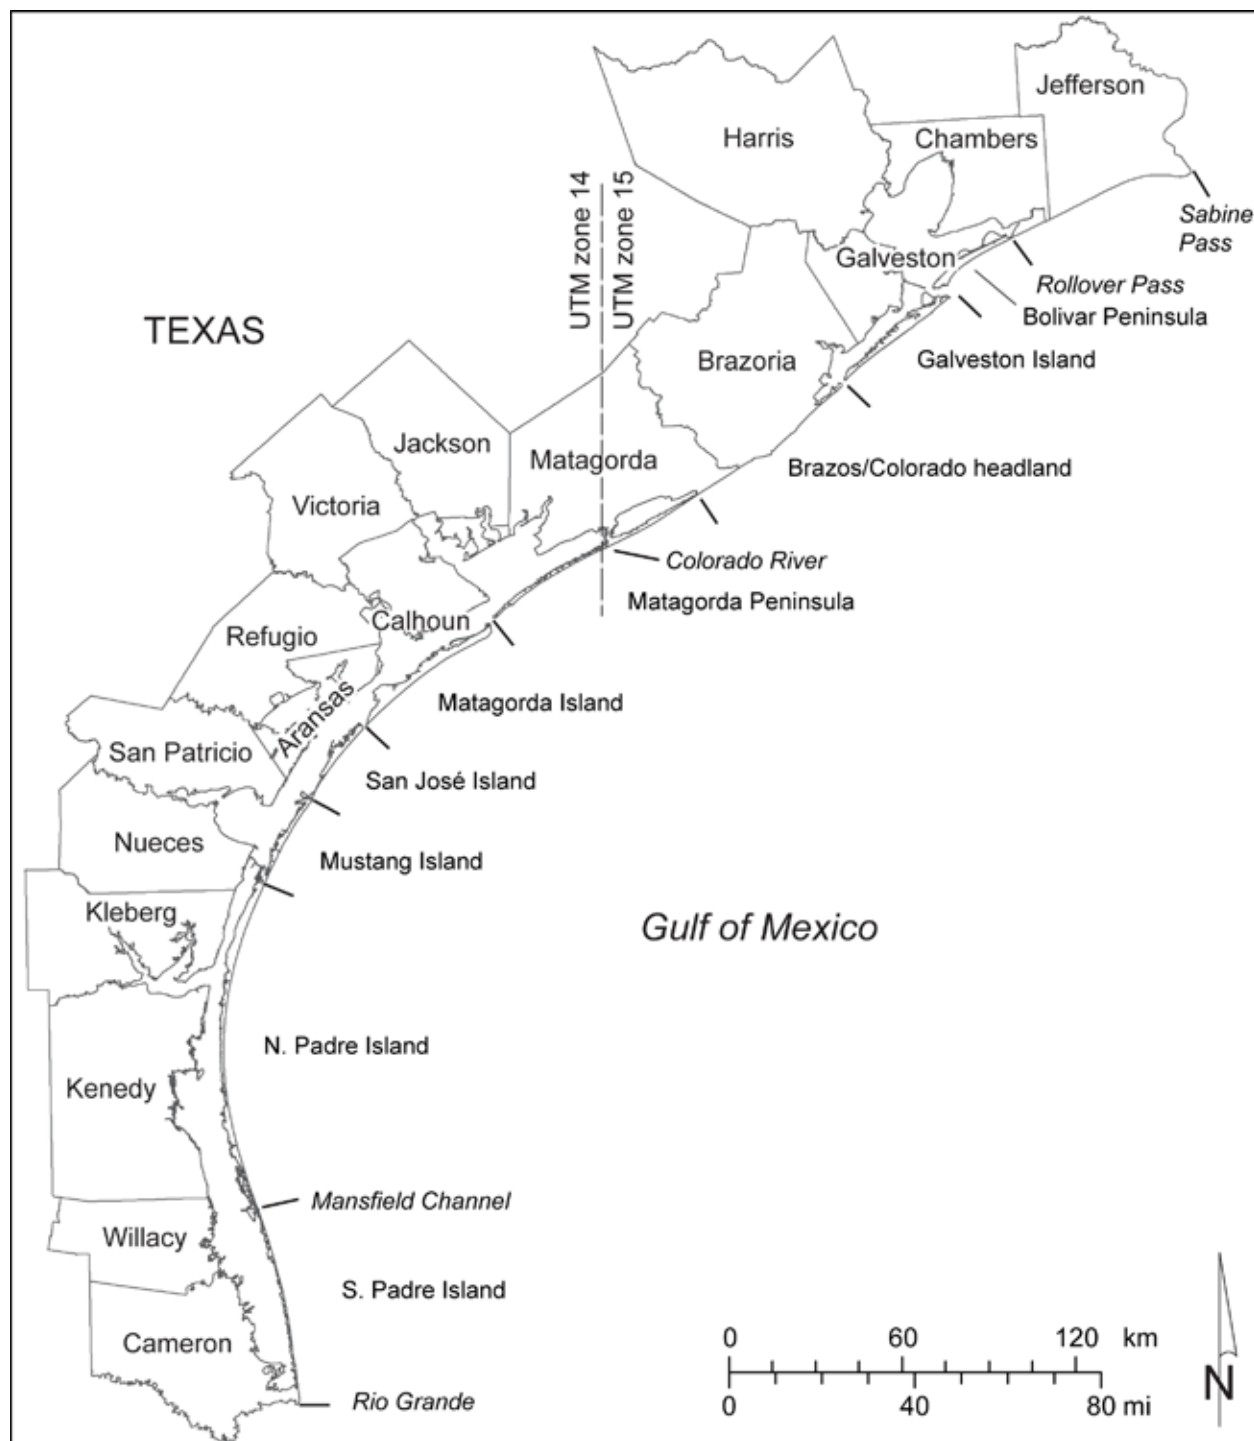 Jefferson
Harris
Chambers
UTM zone 14
UTM zone 15
Sabine
Pass
Galveston
Rollover Pass
Bolivar Peninsula
TEXAS
Brazoria
Galveston Island
Jackson
Matagorda
Brazos/Colorado headland
Victoria
Colorado River
Matagorda Peninsula
Calhoun
Refugio
Aransas
Matagorda Island
San Patricio
San José Island
Nueces
Mustang Island
Kleberg
Gulf of Mexico
N. Padre Island
Kenedy
Mansfield Channel
Willacy
S. Padre Island
Cameron
0 60 120 km
0 40 80 mi
N
Rio Grande